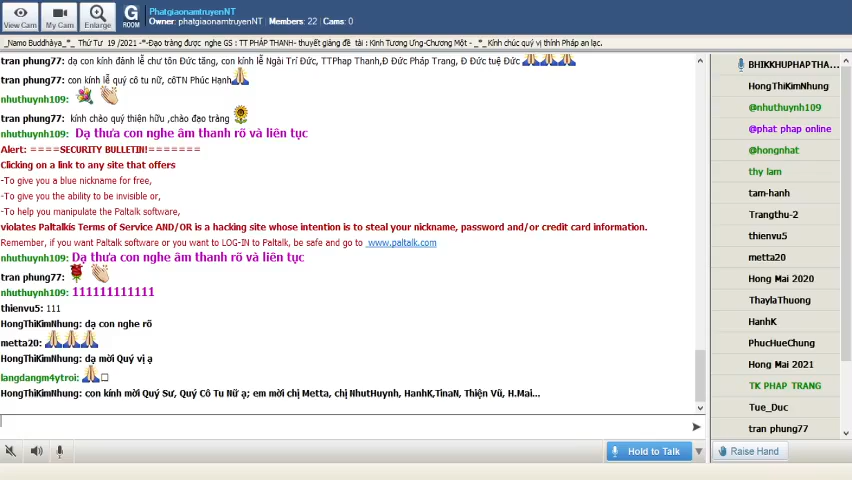 View Cam
My Cam
Enlarge
G
ROOM
PhatgiaonamtruyenNT
Owner: phatgiaonamtruyenNT | Members: 22 | Cams: 0
_Namo Buddhàya_*_ Thứ Tư 19 /2021 -*-Đạo tràng được nghe GS : TT PHÁP THANH- thuyết giảng đề tài : Kinh Tương Ưng-Chương Một - _*_ Kính chúc quý vị thính Pháp an lạc.
tran phung77: dạ con kính đảnh lễ chư tôn Đức tăng, con kính lễ Ngài Trí Đức, TTPhap Thanh,Đ Đức Pháp Trang, Đ Đức tuệ Đức
tran phung77: con kính lễ quý cô tu nữ, côTN Phúc Hạnh
nhuthuynh109:
tran phung77: kính chào quý thiện hữu ,chào đạo tràng
nhuthuynh109: Dạ thưa con nghe âm thanh rõ và liên tục
Alert: ====SECURITY BULLETIN!=======
Clicking on a link to any site that offers
-To give you a blue nickname for free,
-To give you the ability to be invisible or,
-To help you manipulate the Paltalk software,
violates Paltalkís Terms of Service AND/OR is a hacking site whose intention is to steal your nickname, password and/or credit card information.
Remember, if you want Paltalk software or you want to LOG-IN to Paltalk, be safe and go to www.paltalk.com
nhuthuynh109: Dạ thưa con nghe âm thanh rõ và liên tục
tran phung77:
nhuthuynh109: 111111111111
thienvu5: 111
HongThiKimNhung: dạ con nghe rõ
metta20:
HongThiKimNhung: dạ mời Quý vị ạ
langdangm4ytroi:
HongThiKimNhung: con kính mời Quý Sư, Quý Cô Tu Nữ ạ; em mời chị Metta, chị NhutHuynh, HanhK,TinaN, Thiện Vũ, H.Mai...
Hold to Talk
BHIKKHUPHAPTHA...
HongThiKimNhung
@nhuthuynh109
@phat phap online
@hongnhat
thy lam
tam-hanh
Trangthu-2
thienvu5
metta20
Hong Mai 2020
ThaylaThuong
HanhK
PhucHueChung
Hong Mai 2021
TK PHAP TRANG
Tue_Duc
tran phung77
Raise Hand